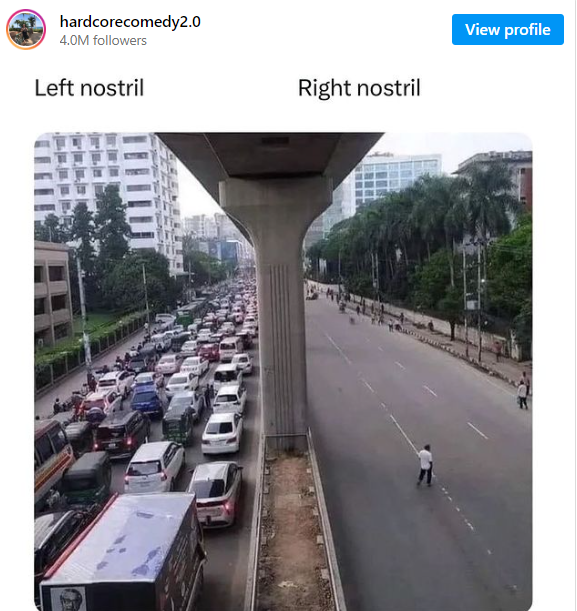 hardcorecomedy2.0
4.0M followers
View profile
Left nostril
Right nostril